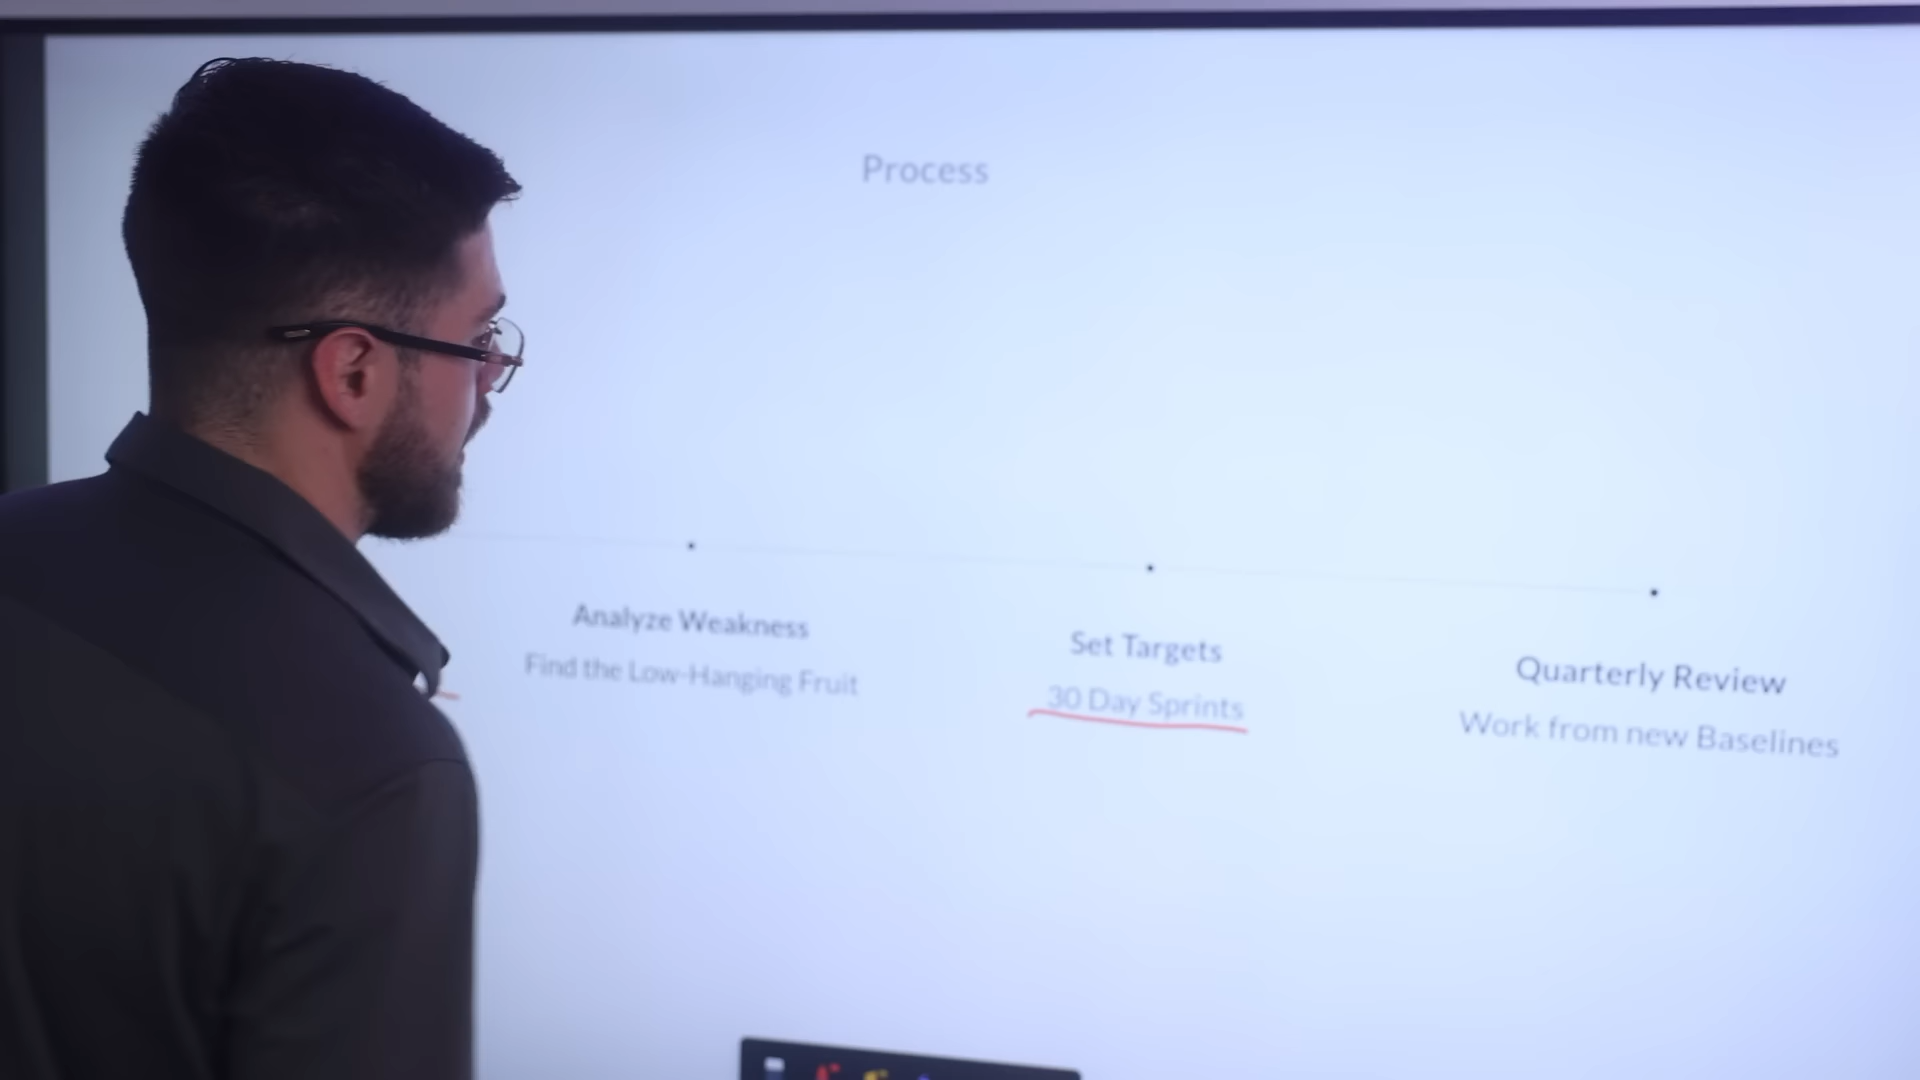 Process
Analyze Weakness
Find the Low-Hanging Fruit
Set Targets
30 Day Sprints
Quarterly Review
Work from new Baselines